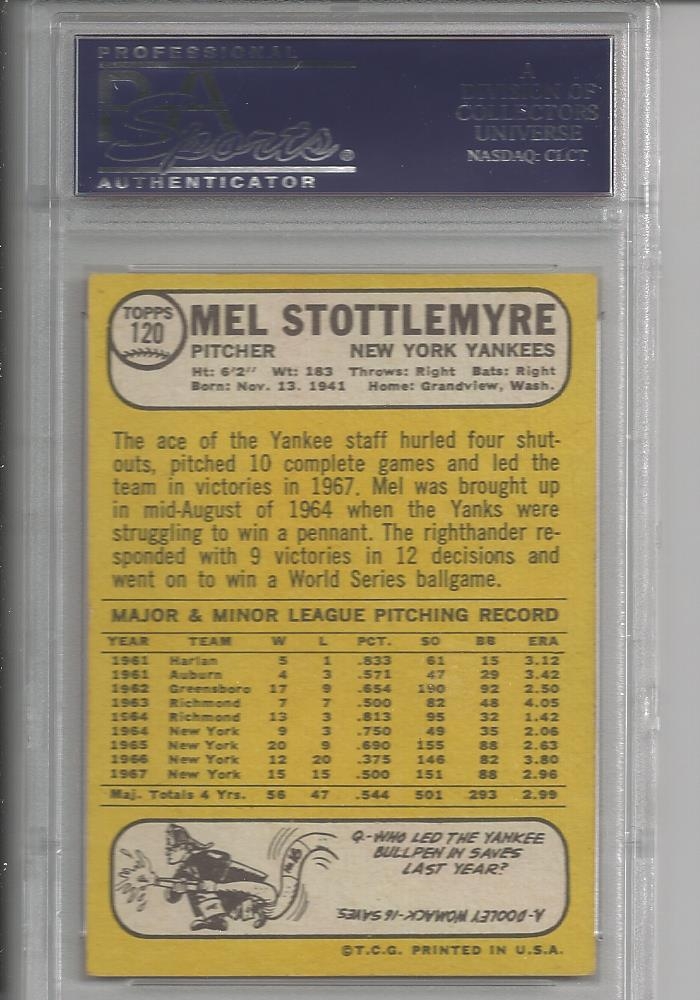 PROFESSIONAL
PSA
Sports®
AUTHENTICATOR
A
DIVISION OF
COLLECTORS
UNIVERSE
NASDAQ: CLCT
TOPPS
120
MEL STOTTLEMYRE
PITCHER NEW YORK YANKEES
Ht: 6'2" Wt: 183 Throws: Right Bats: Right
Born: Nov. 13. 1941 Home: Grandview, Wash.
The ace of the Yankee staff hurled four shut-
outs, pitched 10 complete games and led the
team in victories in 1967. Mel was brought up
in mid-August of 1964 when the Yanks were
struggling to win a pennant. The righthander re-
sponded with 9 victories in 12 decisions and
went on to win a World Series ballgame.
MAJOR & MINOR LEAGUE PITCHING RECORD
YEAR TEAM W L PCT. SO BB ERA
1961 Harlan 5 1 .833 61 15 3.12
1961 Auburn 4 3 .571 47 29 3.42
1962 Greensboro 17 9 .654 190 92 2.50
1963 Richmond 7 7 .500 82 48 4.05
1964 Richmond 13 3 .813 95 32 1.42
1964 New York 9 3 .750 49 35 2.06
1965 New York 20 9 .690 155 88 2.63
1966 New York 12 20 .375 146 82 3.80
1967 New York 15 15 .500 151 88 2.96
Maj. Totals 4 Yrs. 56 47 .544 501 293 2.99
Q-WHO LED THE YANKEE
BULLPEN IN SAVES
LAST YEAR?
A-DOOLEY WOMACK-16 SAVES.
©T.C.G. PRINTED IN U.S.A.